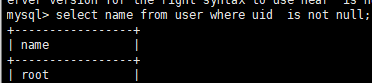 erver version for the right syntax to use near 'is n
mysql> select name from user where uid  is not null;
+-----------------+
| name            |
+-----------------+
| root            |